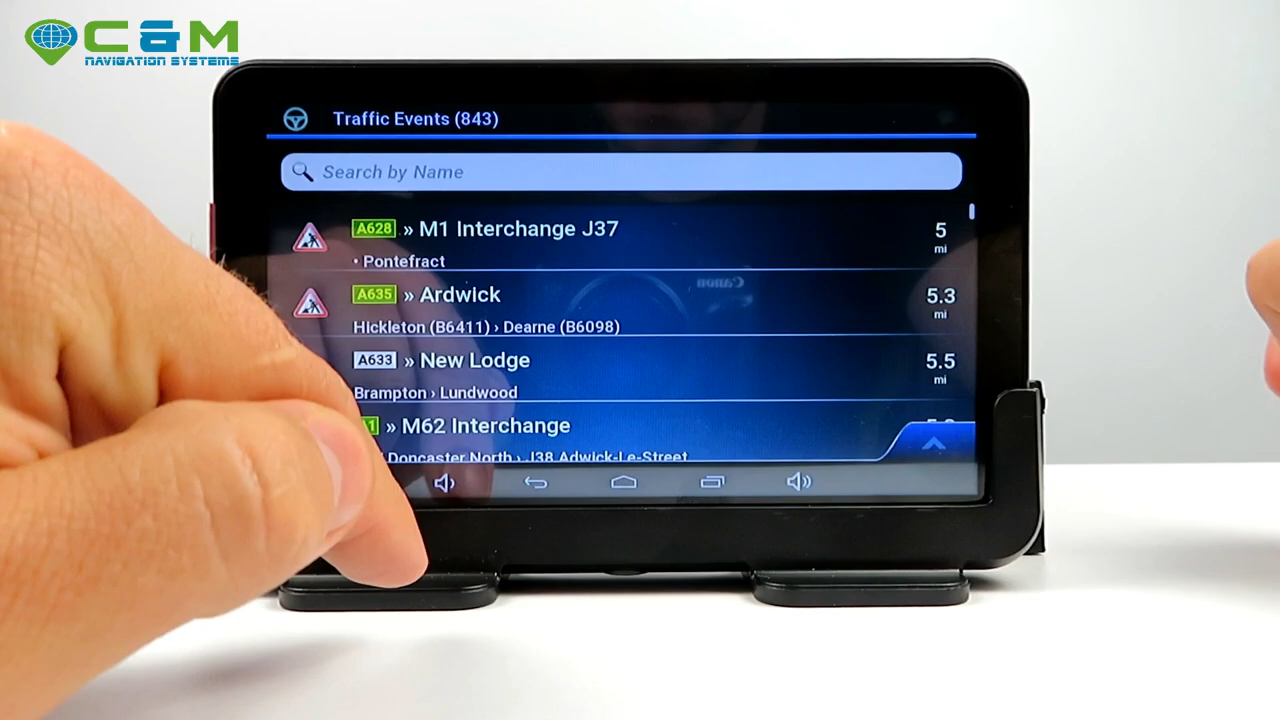 C & M
NAVIGATION SYSTEMS
Traffic Events (843)
Search by Name
A628 » M1 Interchange J37
5
mi
• Pontefract
A635 » Ardwick
5.3
mi
Hickleton (B6411) › Dearne (B6098)
A633 » New Lodge
5.5
mi
Brampton › Lundwood
» M62 Interchange
Doncaster North › J38 Adwick-Le-Street
Canon